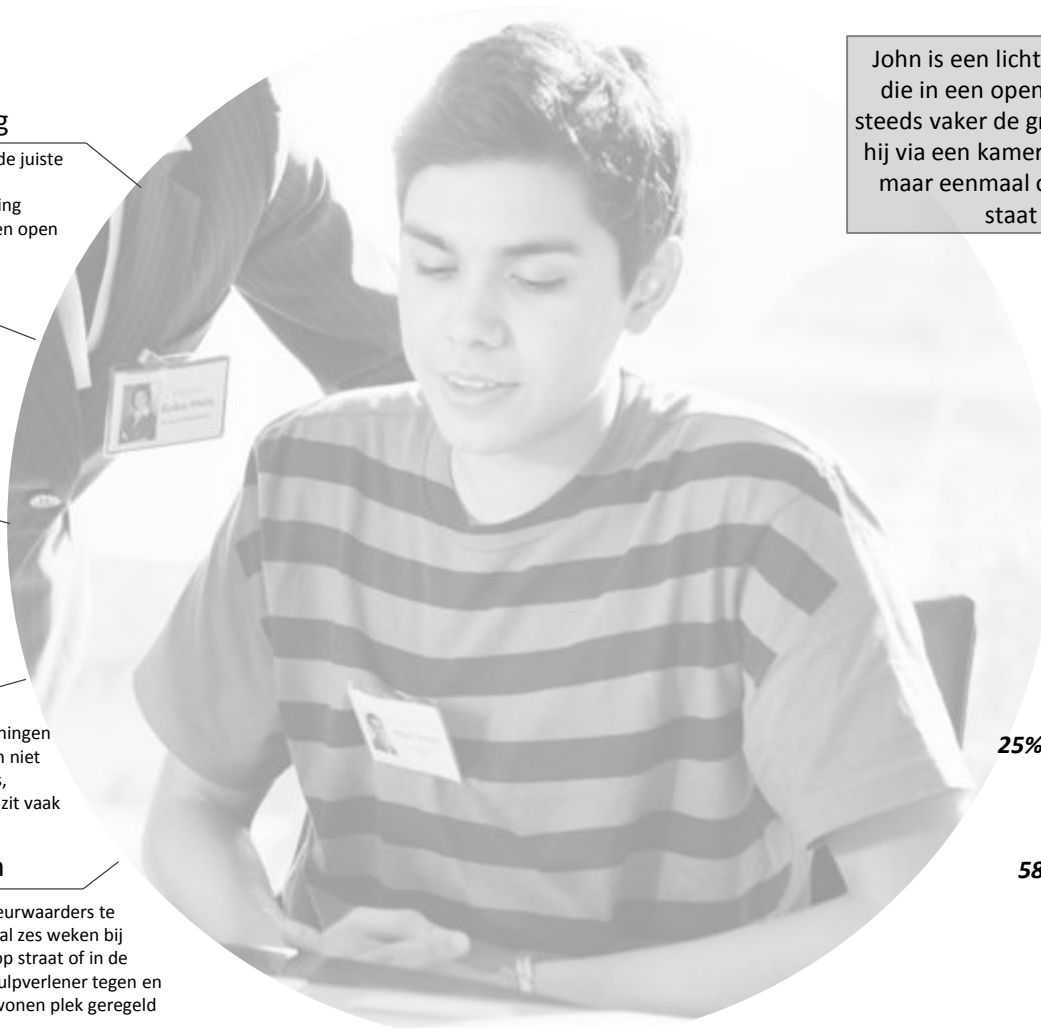 g
de juiste
ing
en open
ningen
n niet
s,
zit vaak
n
eurwaarders te
al zes weken bij
op straat of in de
ulpverlener tegen en
wonen plek geregeld
John is een licht
die in een open
steeds vaker de gr
hij via een kamer
maar eenmaal d
staat
25%
58